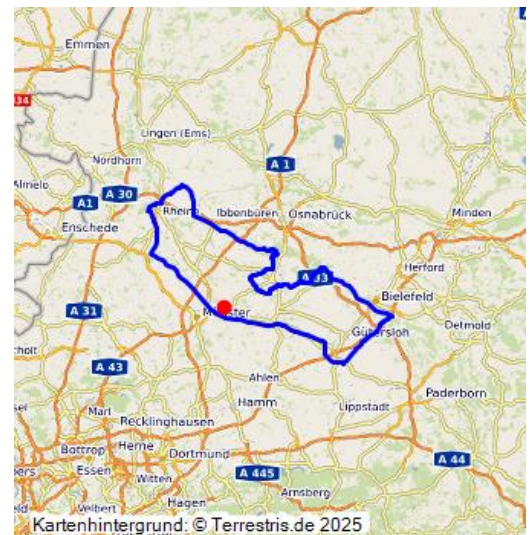 Emmen
A 34
Lingen (Ems)
A 1
Nordhorn
Almelo
A 30
A1
Rheine
Ibbenbüren
Osnabrück
Minden
Enschede
A 33
Herford
Bielefeld
A 31
Münster
Gütersloh
Detmold
A 43
Ahlen
Hamm
Lippstadt
Paderborn
Marl
Recklinghausen
A 44
Bottrop
Herne
Dortmund
Essen
Witten
A 445
Arnsberg
Hagen
Kartenhintergrund: © Terrestris.de 2025